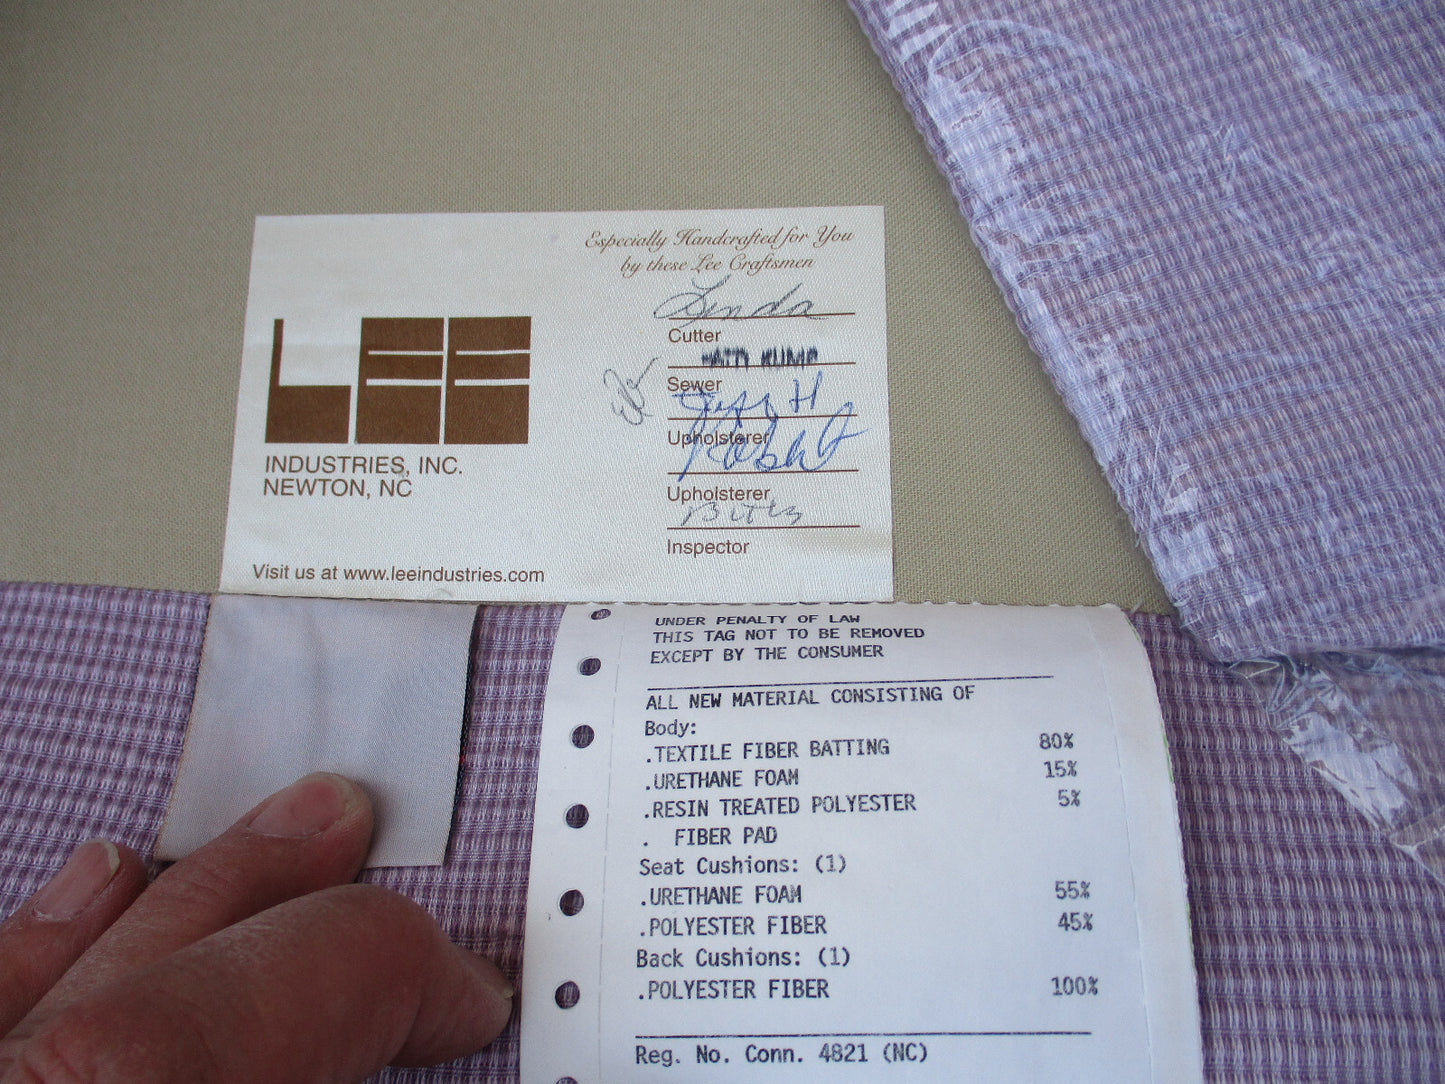 Especially Handcrafted for You
by these Lee Craftsmen
Linda
Cutter
KUMP
Sewer
H
Upholsterer
Upholsterer
Inspector
LEE
INDUSTRIES, INC.
NEWTON, NC
Visit us at www.leeindustries.com
UNDER PENALTY OF LAW
THIS TAG NOT TO BE REMOVED
EXCEPT BY THE CONSUMER
ALL NEW MATERIAL CONSISTING OF
Body:
.TEXTILE FIBER BATTING 80%
.URETHANE FOAM 15%
.RESIN TREATED POLYESTER 5%
. FIBER PAD
Seat Cushions: (1)
.URETHANE FOAM 55%
.POLYESTER FIBER 45%
Back Cushions: (1)
.POLYESTER FIBER 100%
Reg. No. Conn. 4821 (NC)